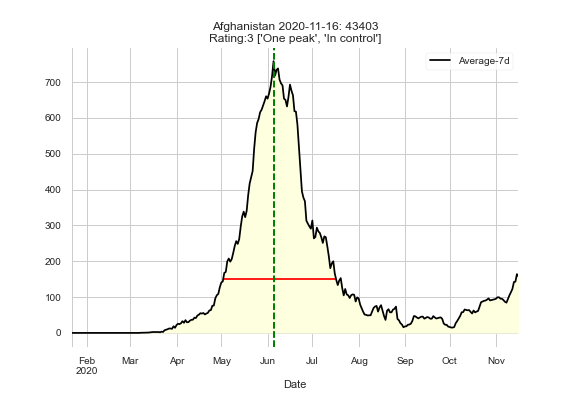 Afghanistan 2020-11-16: 43403
Rating:3 ['One peak', 'In control']
Average-7d
700
600
500
400
300
200
100
0
Feb Mar Apr May Jun Jul Aug Sep Oct Nov
2020
Date